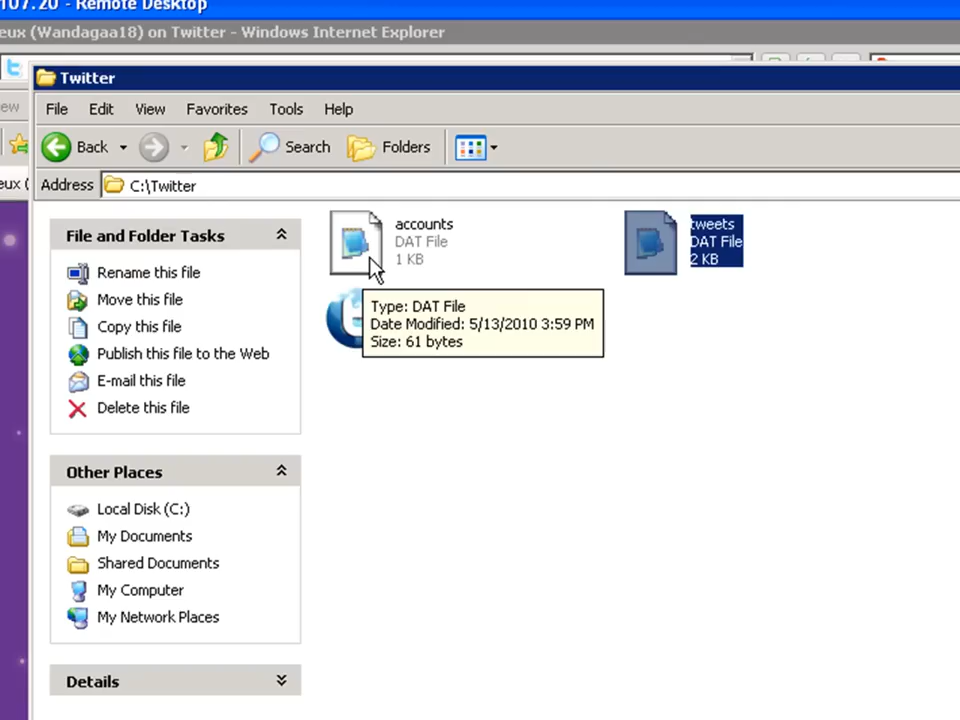 107.20 - Remote Desktop
eux (Wandagaa18) on Twitter - Windows Internet Explorer
Twitter
File Edit View Favorites Tools Help
Back Search Folders
Address C:\Twitter
eux (
File and Folder Tasks
Rename this file
Move this file
Copy this file
Publish this file to the Web
E-mail this file
Delete this file
Other Places
Local Disk (C:)
My Documents
Shared Documents
My Computer
My Network Places
Details
accounts
DAT File
1 KB
tweets
DAT File
2 KB
Type: DAT File
Date Modified: 5/13/2010 3:59 PM
Size: 61 bytes